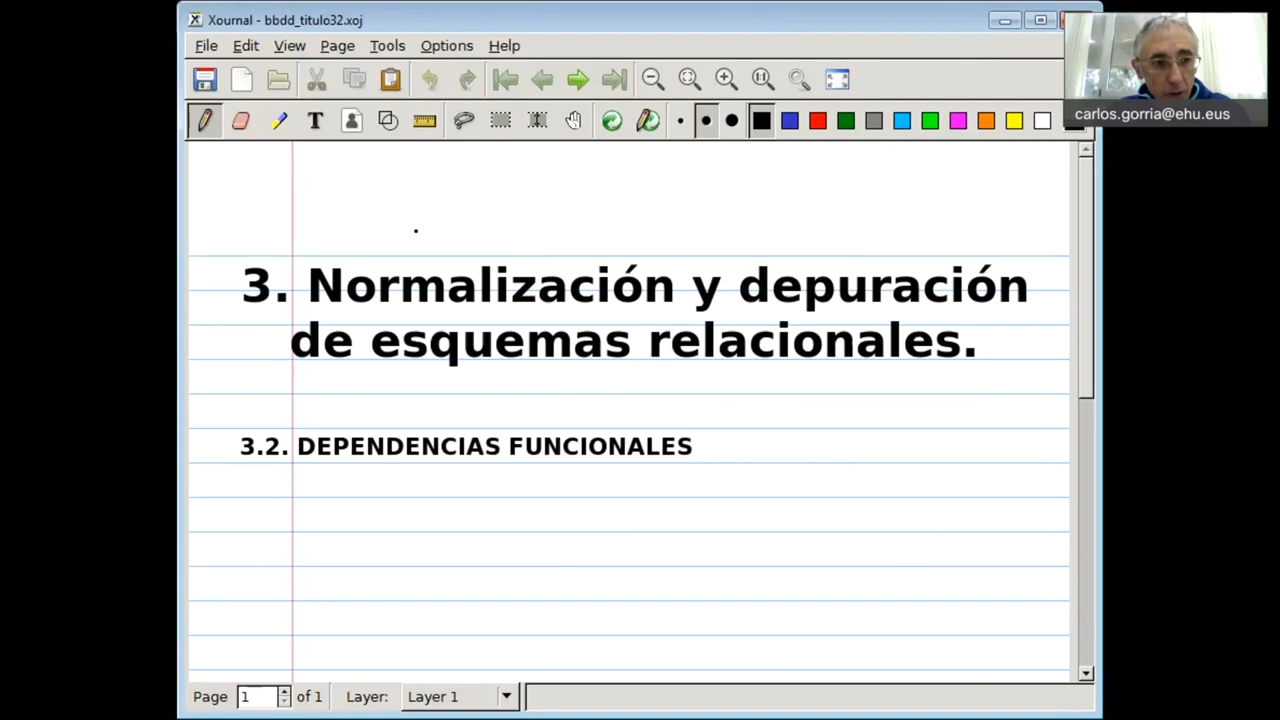 Xournal - bbdd_titulo32.xoj
File Edit View Page Tools Options Help
carlos.gorria@ehu.eus
3. Normalización y depuración
de esquemas relacionales.
3.2. DEPENDENCIAS FUNCIONALES
Page 1 of 1 Layer: Layer 1